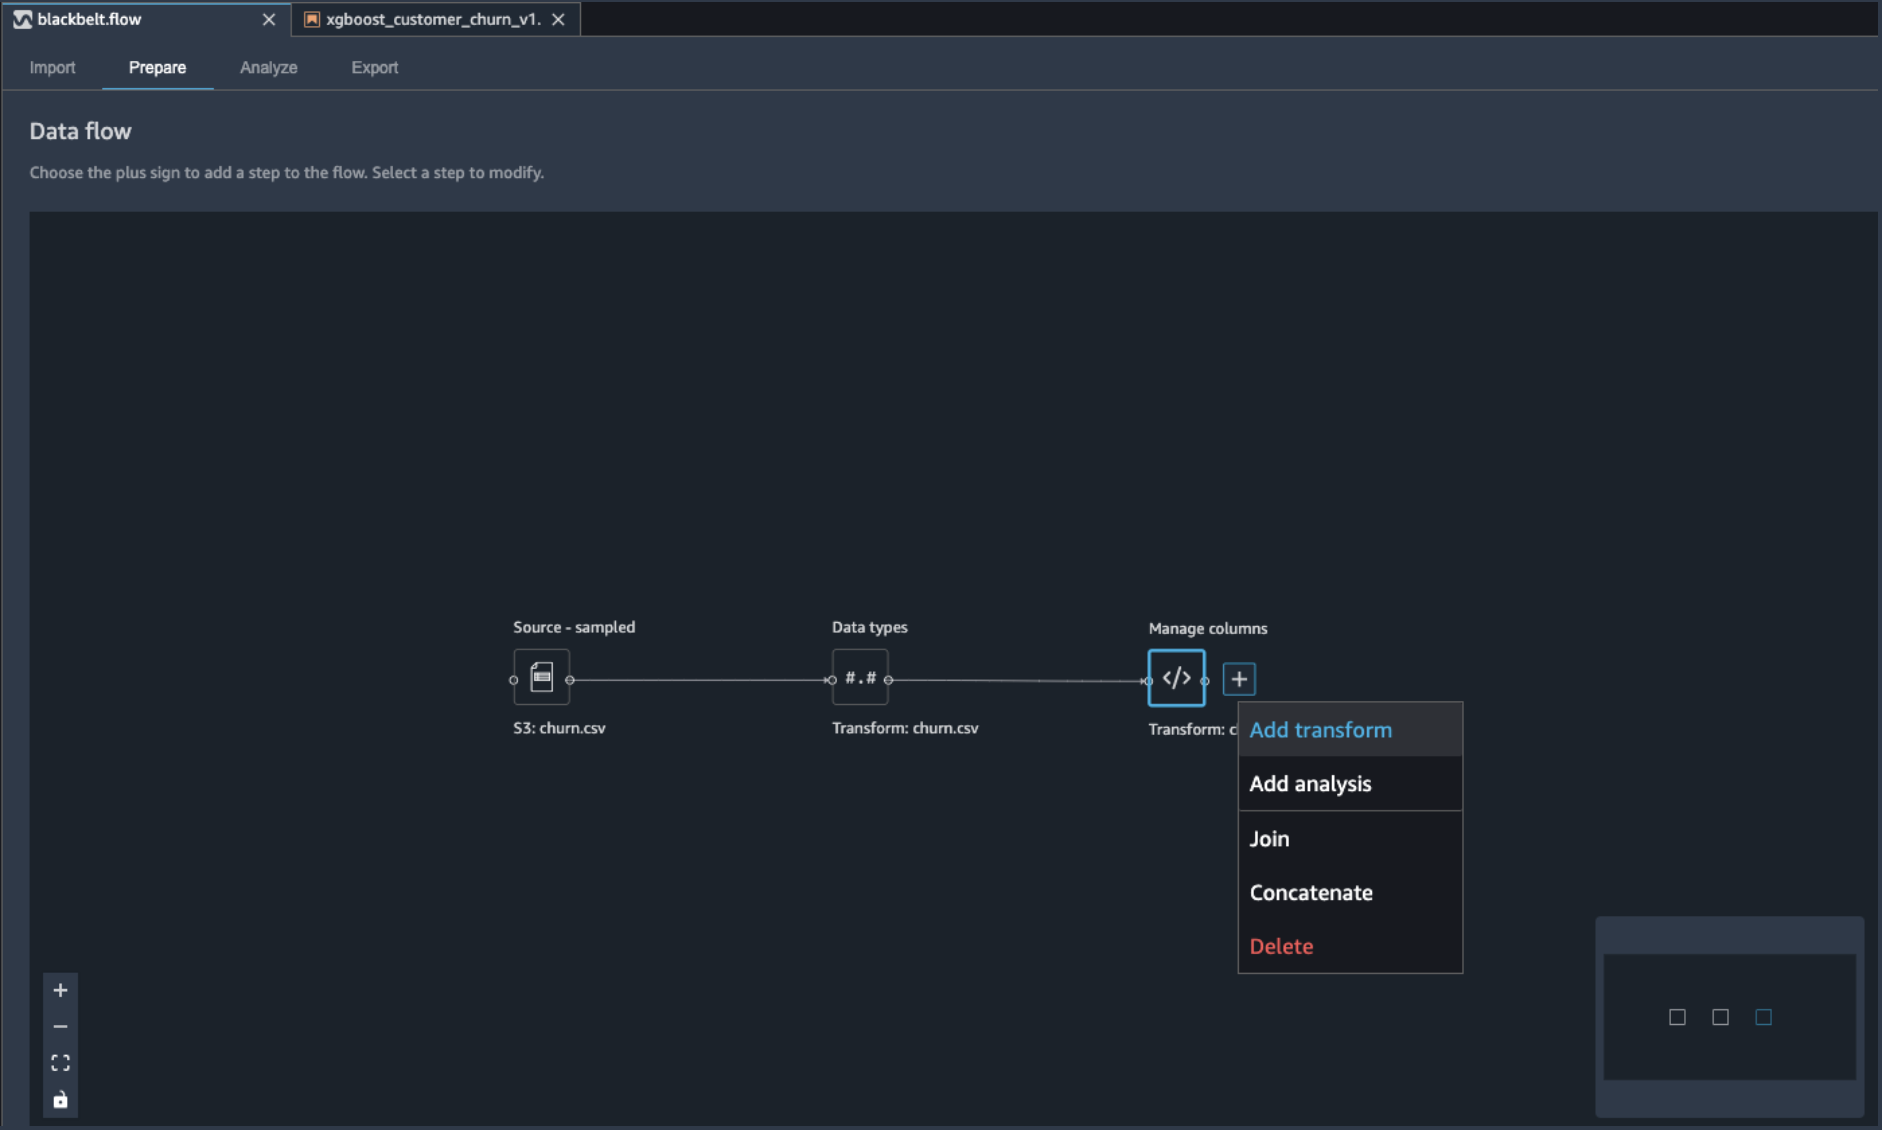 blackbelt.flow
xgboost_customer_churn_v1.
Import Prepare Analyze Export
Data flow
Choose the plus sign to add a step to the flow. Select a step to modify.
Source - sampled
Data types
Manage columns
#.#
</>
S3: churn.csv
Transform: churn.csv
Transform: c
Add transform
Add analysis
Join
Concatenate
Delete